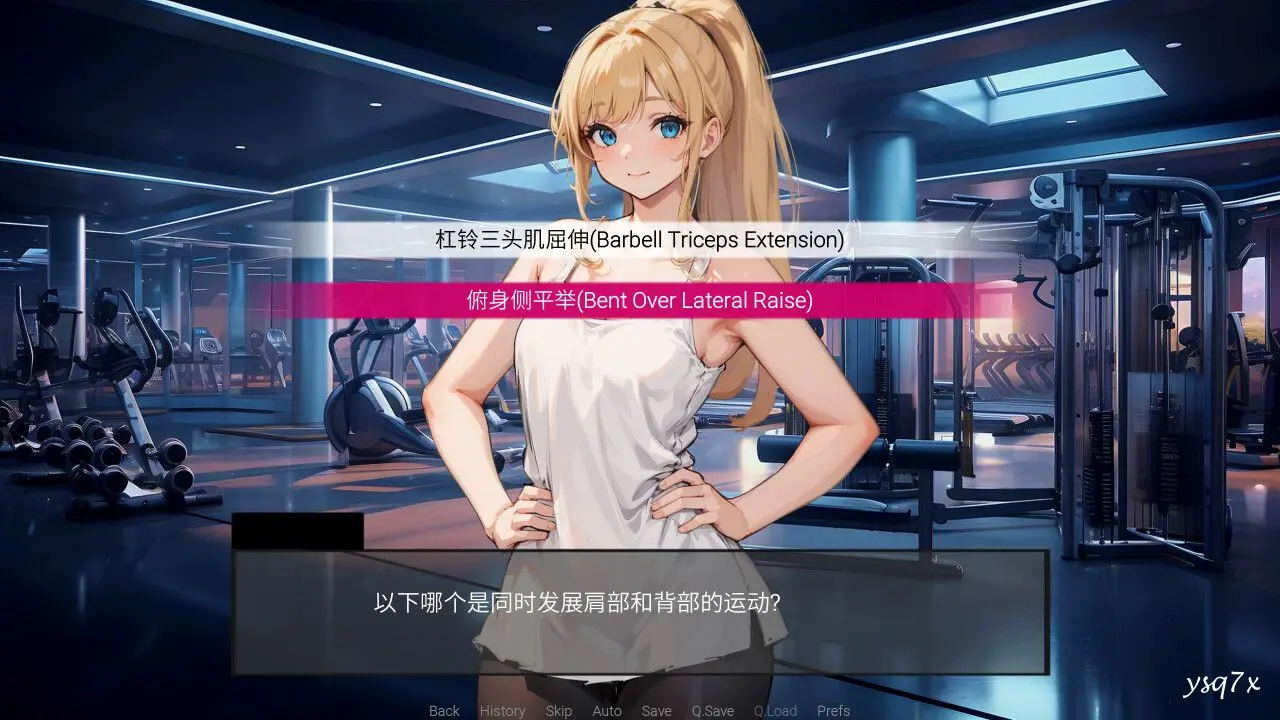 杠铃三头肌屈伸(Barbell Triceps Extension)
俯身侧平举(Bent Over Lateral Raise)
以下哪个是同时发展肩部和背部的运动?
ysq7x
Back History Skip Auto Save Q.Save Q.Load Prefs